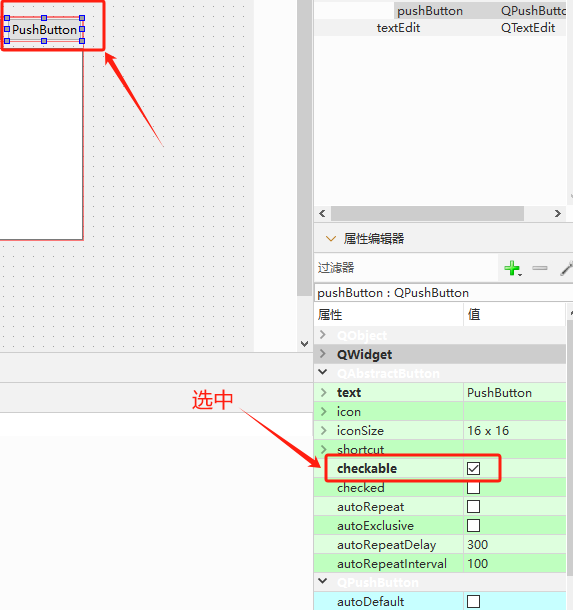 PushButton
pushButton QPushButto
textEdit QTextEdit
属性编辑器
过滤器
pushButton : QPushButton
属性 值
QObject
QWidget
QAbstractButton
text PushButton
icon
iconSize 16 x 16
shortcut
选中
checkable
checked
autoRepeat
autoExclusive
autoRepeatDelay 300
autoRepeatInterval 100
QPushButton
autoDefault